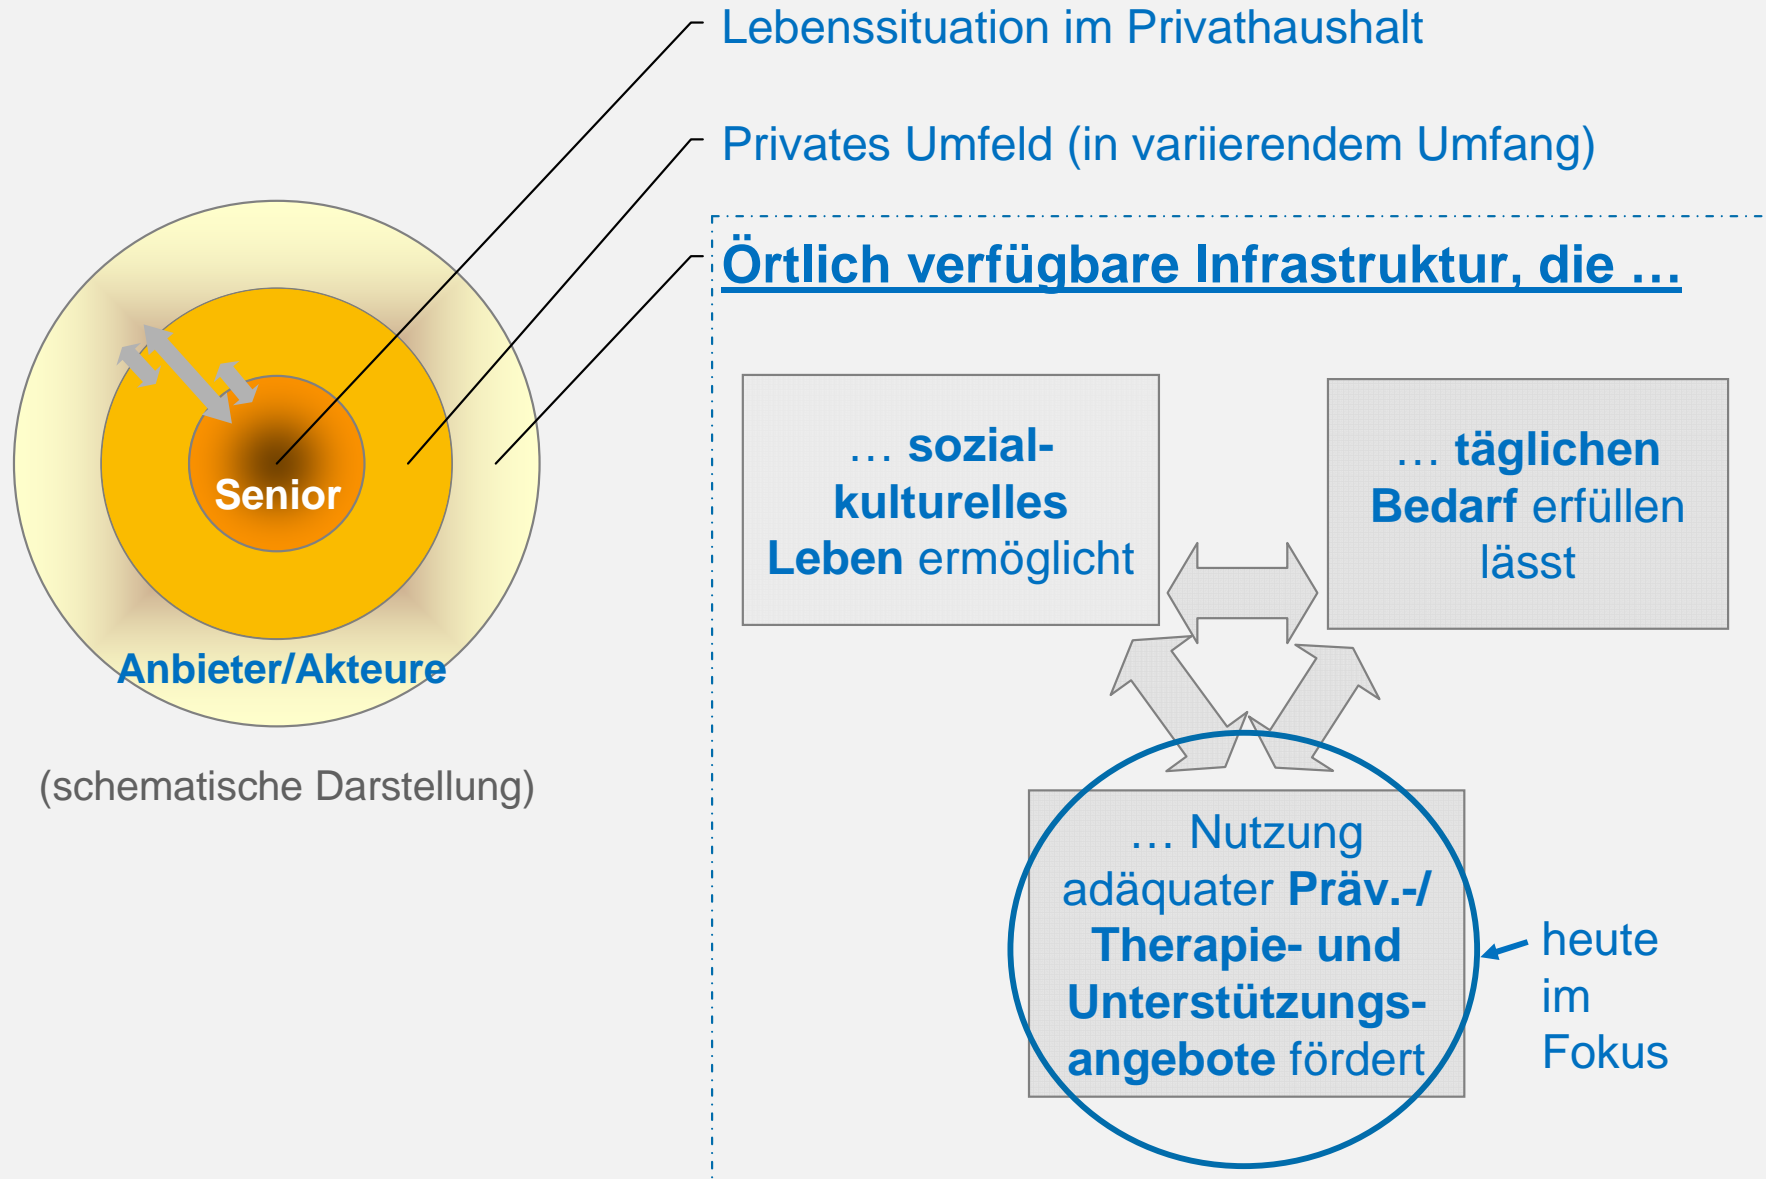 Lebenssituation im Privathaushalt
Privates Umfeld (in variierendem Umfang)
Örtlich verfügbare Infrastruktur, die …
Senior
Anbieter/Akteure
(schematische Darstellung)
… sozial-
kulturelles
Leben ermöglicht
… täglichen
Bedarf erfüllen
lässt
… Nutzung
adäquater Präv.-/
Therapie- und
Unterstützungs-
angebote fördert
heute
im
Fokus